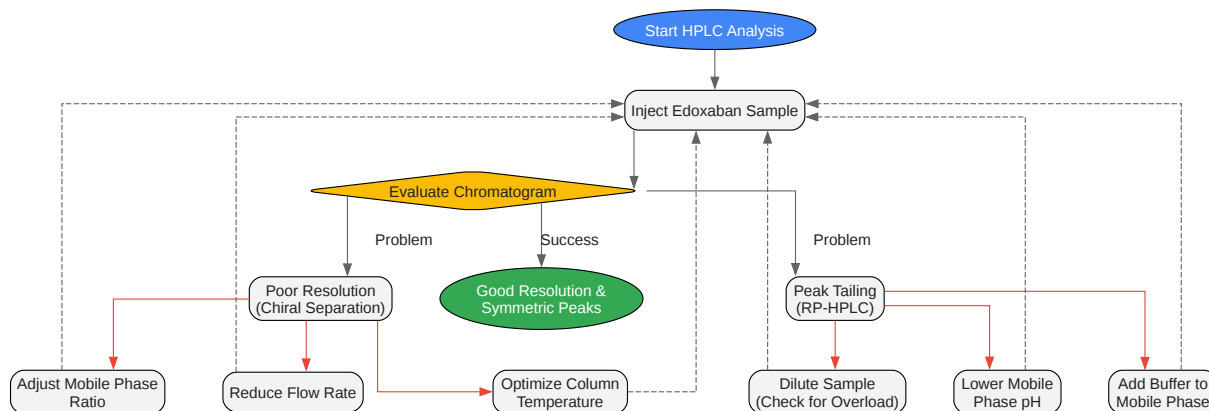 Start HPLC Analysis
Inject Edoxaban Sample
Evaluate Chromatogram
Problem
Success
Problem
Poor Resolution
(Chiral Separation)
Good Resolution &
Symmetric Peaks
Peak Tailing
(RP-HPLC)
Adjust Mobile Phase
Ratio
Reduce Flow Rate
Optimize Column
Temperature
Dilute Sample
(Check for Overload)
Lower Mobile
Phase pH
Add Buffer to
Mobile Phase